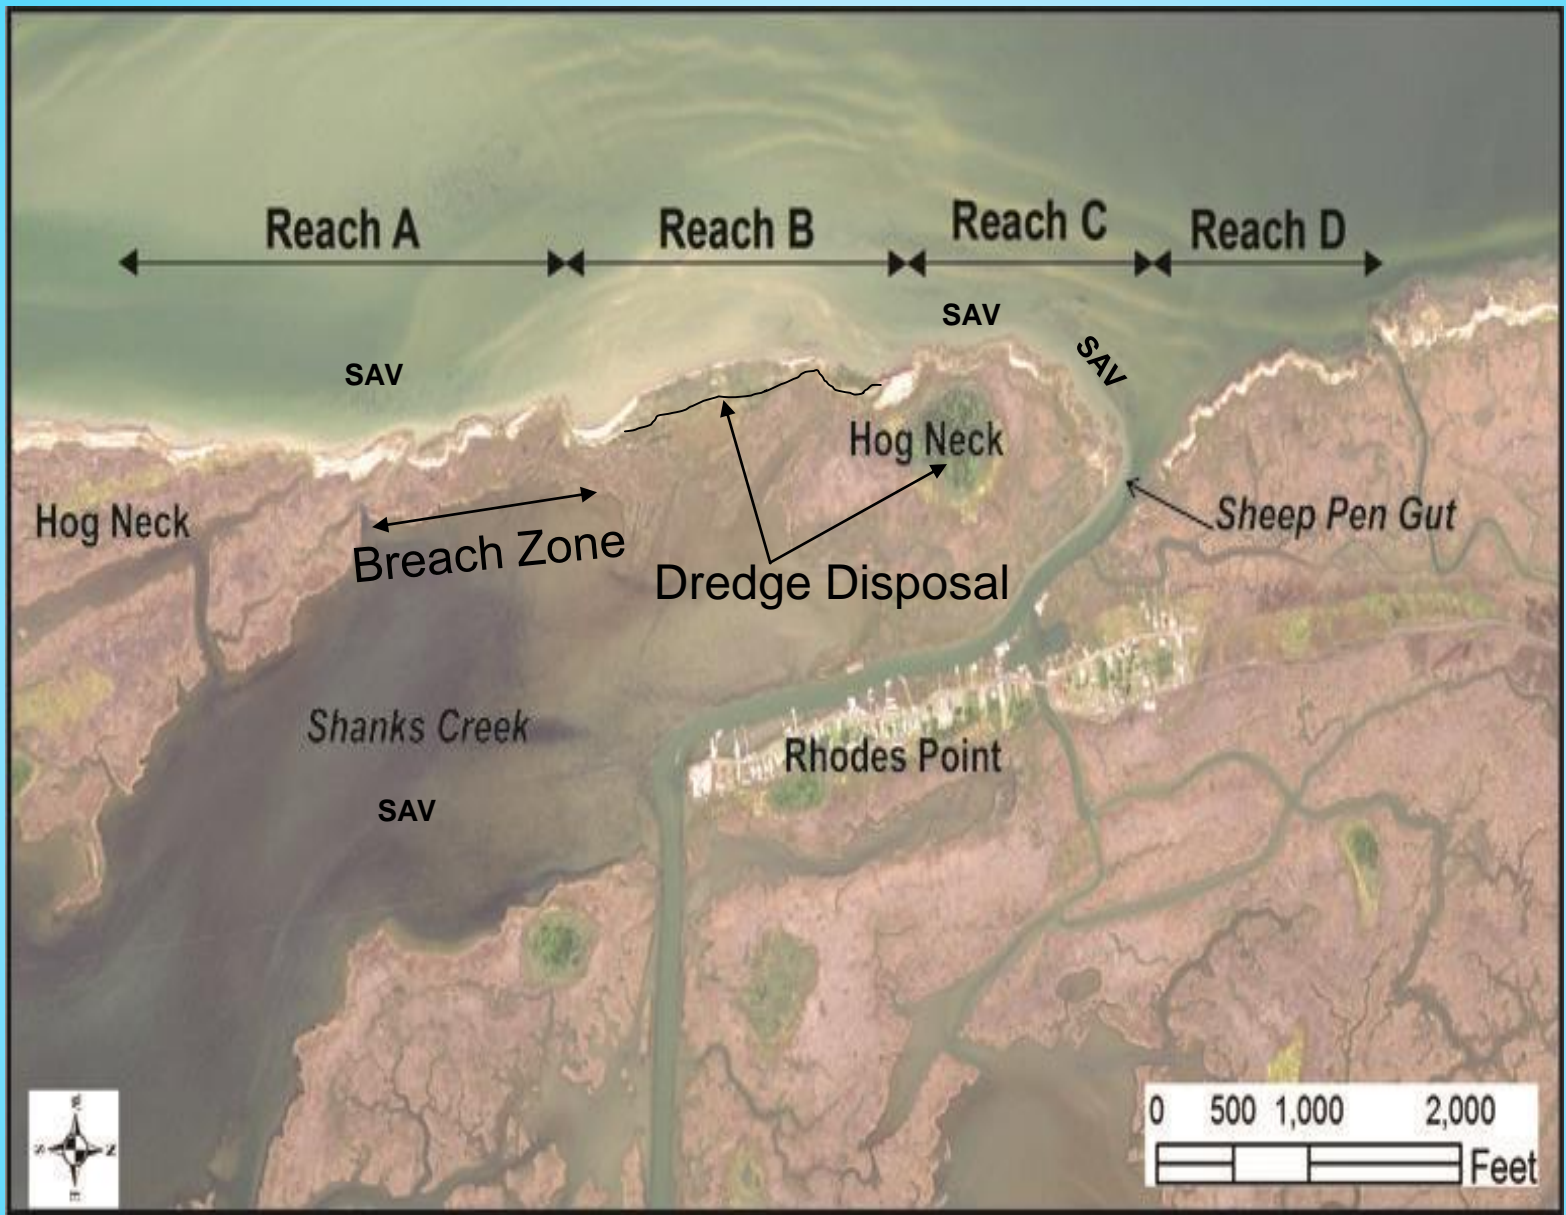 Reach A
Reach B
Reach C
Reach D
SAV
SAV
SAV
Hog Neck
Hog Neck
Sheep Pen Gut
Breach Zone
Dredge Disposal
Shanks Creek
Rhodes Point
SAV
W
S
N
E
0 500 1,000 2,000
Feet